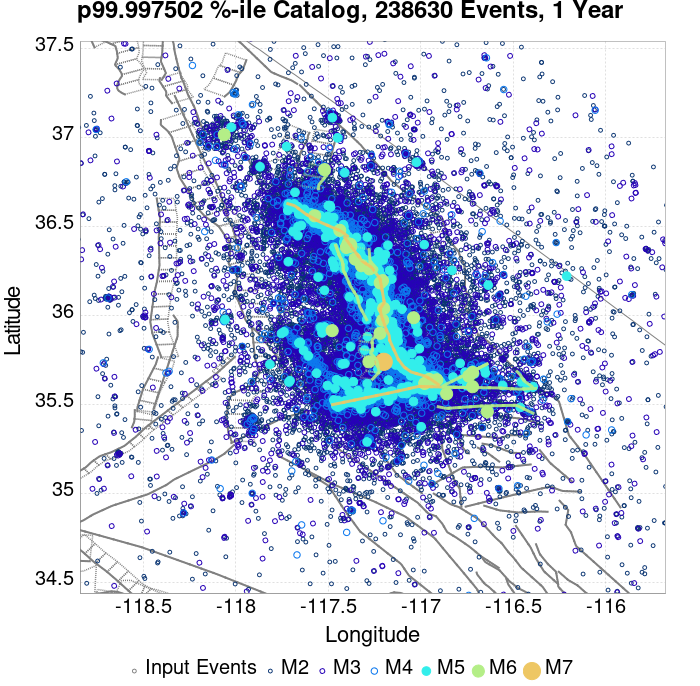 p99.997502 %-ile Catalog, 238630 Events, 1 Year
37.5
37
36.5
36
35.5
35
34.5
Latitude
-118.5 -118 -117.5 -117 -116.5 -116
Longitude
Input Events M2 M3 M4 M5 M6 M7